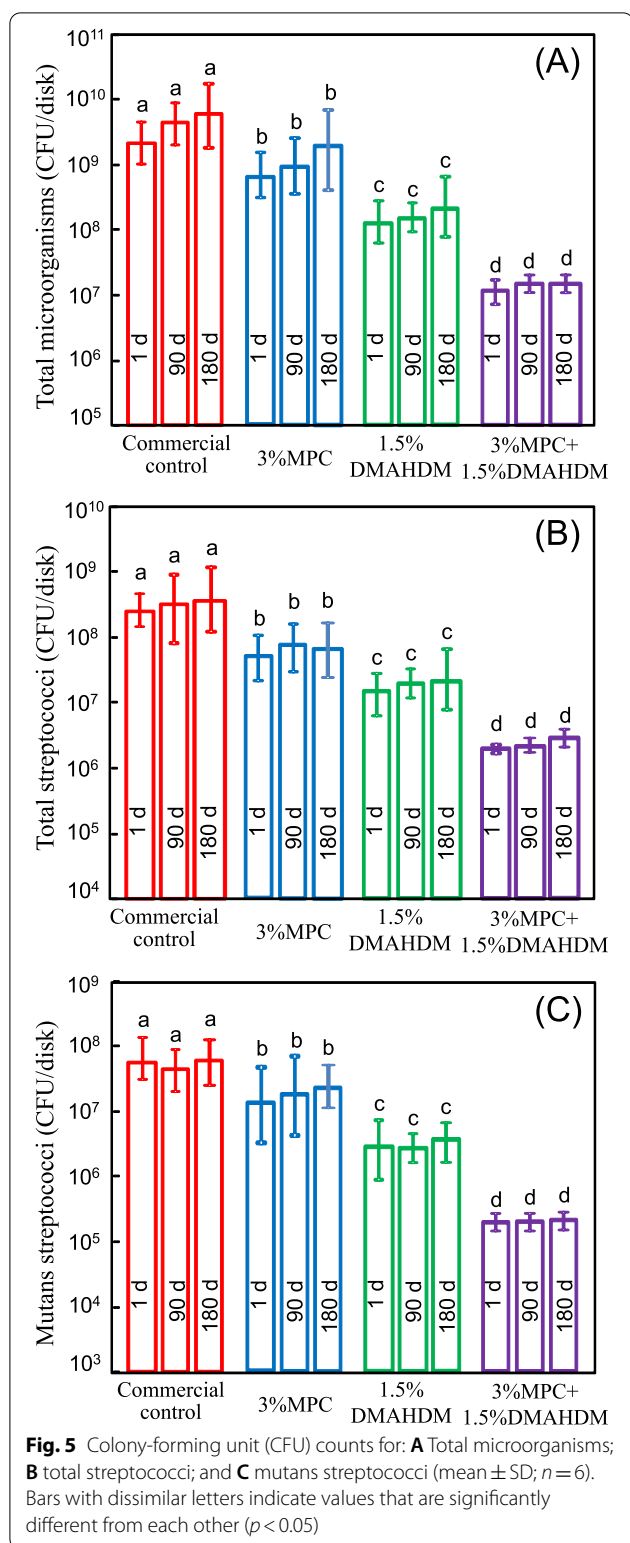 (A)
Total microorganisms (CFU/disk)
10¹¹
10¹⁰
10⁹
10⁸
10⁷
10⁶
10⁵
a a a b b b c c c d d d
1 d 90 d 180 d 1 d 90 d 180 d 1 d 90 d 180 d 1 d 90 d 180 d
Commercial control
3%MPC
1.5% DMAHDM
3%MPC+ 1.5%DMAHDM
(B)
Total streptococci (CFU/disk)
10¹⁰
10⁹
10⁸
10⁷
10⁶
10⁵
10⁴
a a a b b b c c c d d d
1 d 90 d 180 d 1 d 90 d 180 d 1 d 90 d 180 d 1 d 90 d 180 d
Commercial control
3%MPC
1.5% DMAHDM
3%MPC+ 1.5%DMAHDM
(C)
Mutans streptococci (CFU/disk)
10⁹
10⁸
10⁷
10⁶
10⁵
10⁴
10³
a a a b b b c c c d d d
1 d 90 d 180 d 1 d 90 d 180 d 1 d 90 d 180 d 1 d 90 d 180 d
Commercial control
3%MPC
1.5% DMAHDM
3%MPC+ 1.5%DMAHDM
Fig. 5 Colony-forming unit (CFU) counts for: A Total microorganisms;
B total streptococci; and C mutans streptococci (mean ± SD; n = 6).
Bars with dissimilar letters indicate values that are significantly
different from each other (p < 0.05)